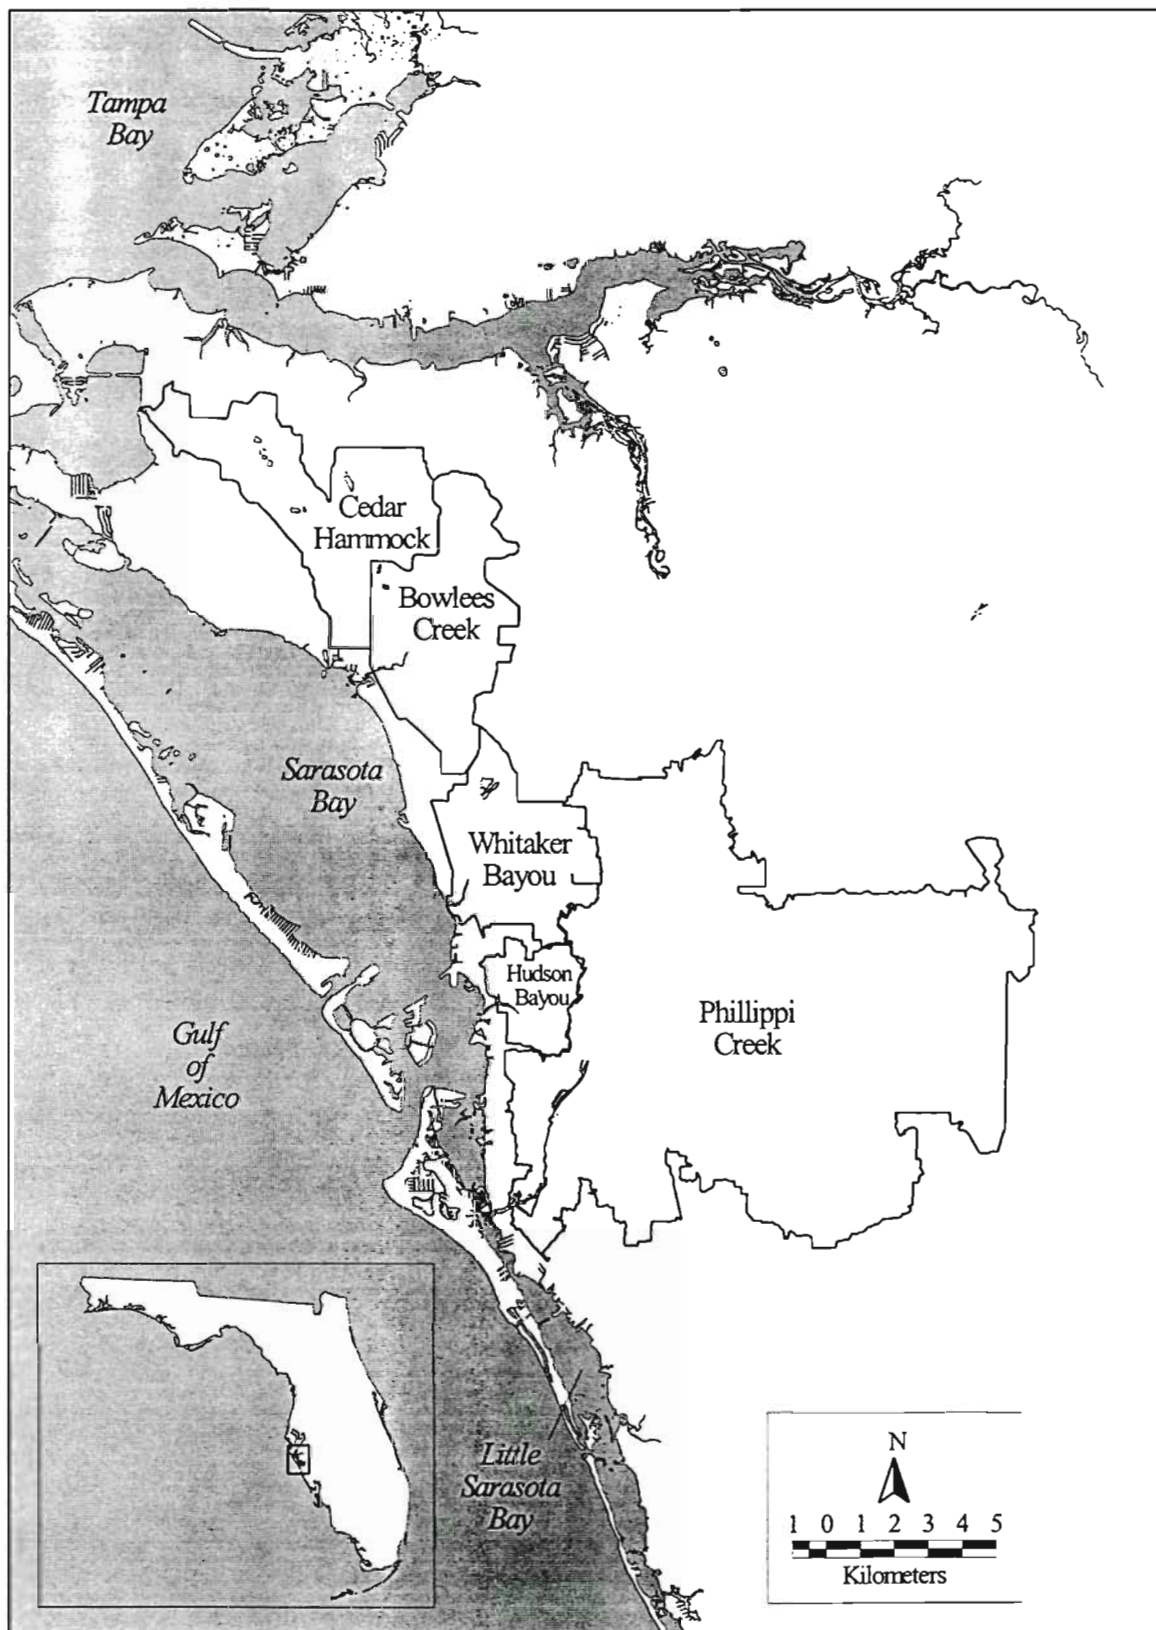 Tampa
Bay
Cedar
Hammock
Bowlees
Creek
Sarasota
Bay
Whitaker
Bayou
Hudson
Bayou
Phillippi
Creek
Gulf
of
Mexico
Little
Sarasota
Bay
N
1 0 1 2 3 4 5
Kilometers